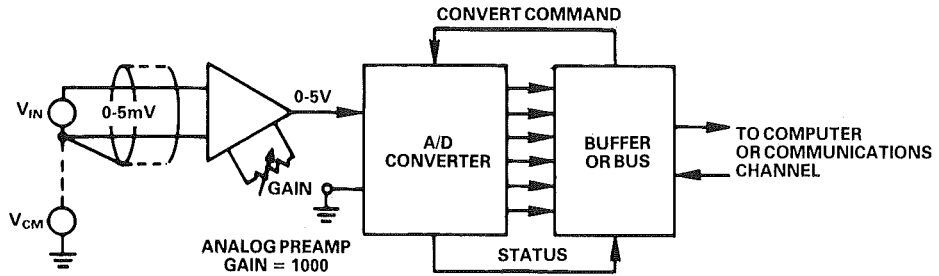 CONVERT COMMAND
V_IN
0-5mV
0-5V
GAIN
A/D
CONVERTER
BUFFER
OR BUS
TO COMPUTER
OR COMMUNICATIONS
CHANNEL
V_CM
ANALOG PREAMP
GAIN = 1000
STATUS